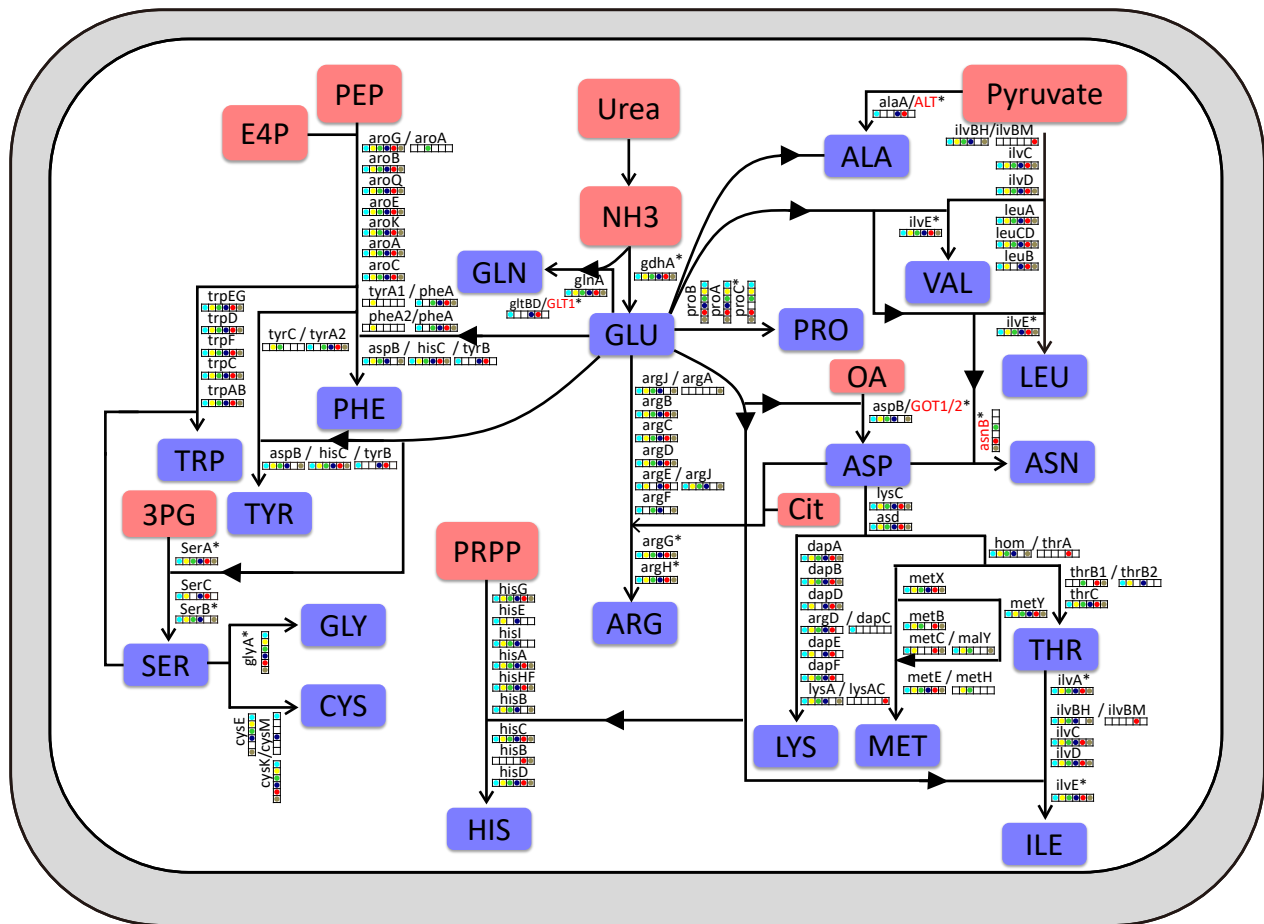 PEP
E4P
aroG / aroA
aroB
aroQ
aroE
aroK
aroA
aroC
tyrA1 / pheA
pheA2/pheA
aspB / hisC / tyrB
PHE
trpEG
trpD
trpF
trpC
trpAB
TRP
tyrC / tyrA2
aspB / hisC / tyrB
TYR
3PG
SerA*
SerC
SerB*
SER
glyA*
GLY
cysE
cysK/cysM
CYS
Urea
NH3
gdhA*
GLN
glnA
gltBD/GLT1*
GLU
proB
proA
proC*
PRO
argJ / argA
argB
argC
argD
argE / argJ
argF
argG*
argH*
ARG
PRPP
hisG
hisE
hisI
hisA
hisHF
hisB
hisC
hisB
hisD
HIS
Pyruvate
alaA/ALT*
ALA
ilvBH/ilvBM
ilvC
ilvD
ilvE*
VAL
leuA
leuCD
leuB
ilvE*
LEU
OA
aspB/GOT1/2*
ASP
asnB*
ASN
Cit
lysC
asd
dapA
dapB
dapD
argD / dapC
dapE
dapF
lysA / lysAC
LYS
hom / thrA
metX
metB
metC / malY
metY
metE / metH
MET
thrB1 / thrB2
thrC
THR
ilvA*
ilvBH / ilvBM
ilvC
ilvD
ilvE*
ILE